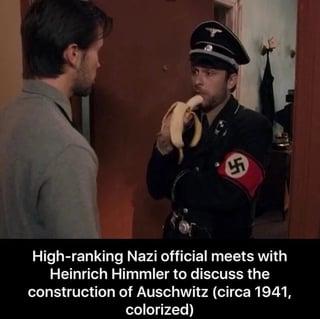 High-ranking Nazi official meets with
Heinrich Himmler to discuss the
construction of Auschwitz (circa 1941,
colorized)